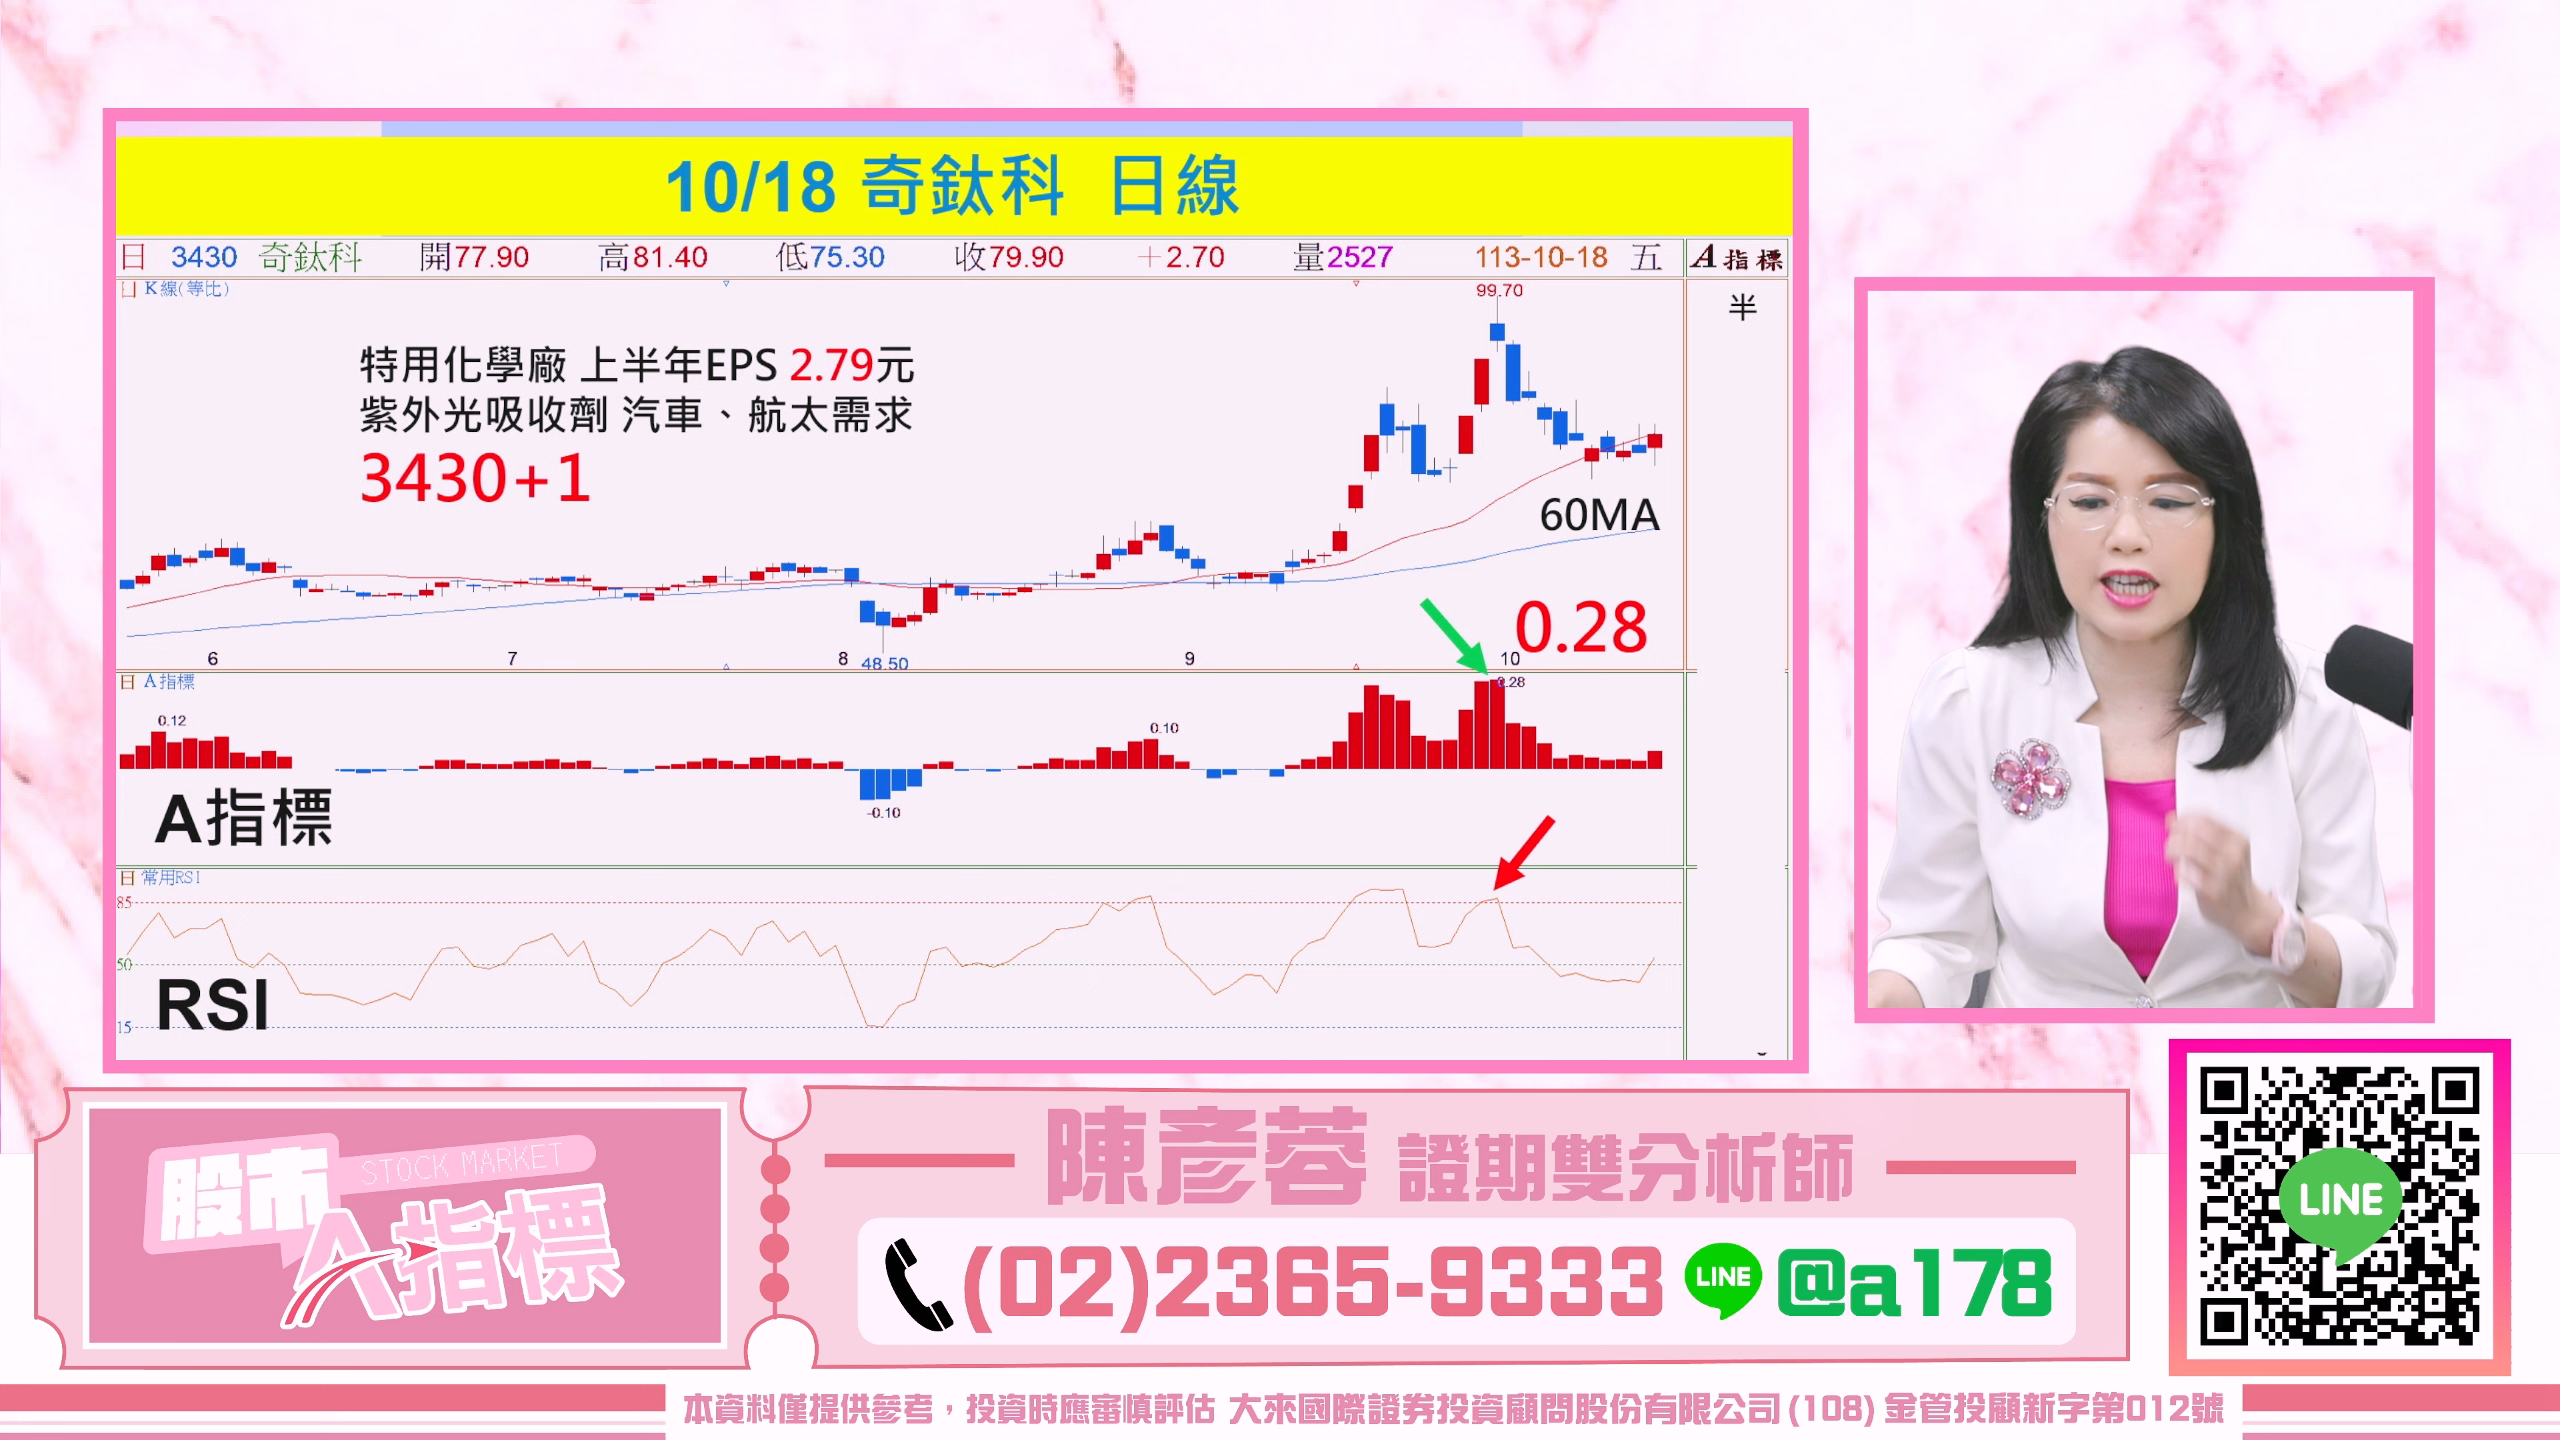 10/18 奇鈦科 日線
日 3430 奇鈦科 開77.90 高81.40 低75.30 收79.90 +2.70 量2527 113-10-18 五 A指標
日 K線(等比)
半
99.70
特用化學廠 上半年EPS 2.79元
紫外光吸收劑 汽車、航太需求
3430+1
60MA
0.28
6 7 8 48.50 9 10
日 A指標
0.12
0.10
0.28
-0.10
A指標
日 常用RSI
85
50
RSI
15
股市 STOCK MARKET
A指標
陳彥蓉 證期雙分析師
(02)2365-9333 LINE @a178
LINE
本資料僅提供參考，投資時應審慎評估 大來國際證券投資顧問股份有限公司 (108) 金管投顧新字第012號